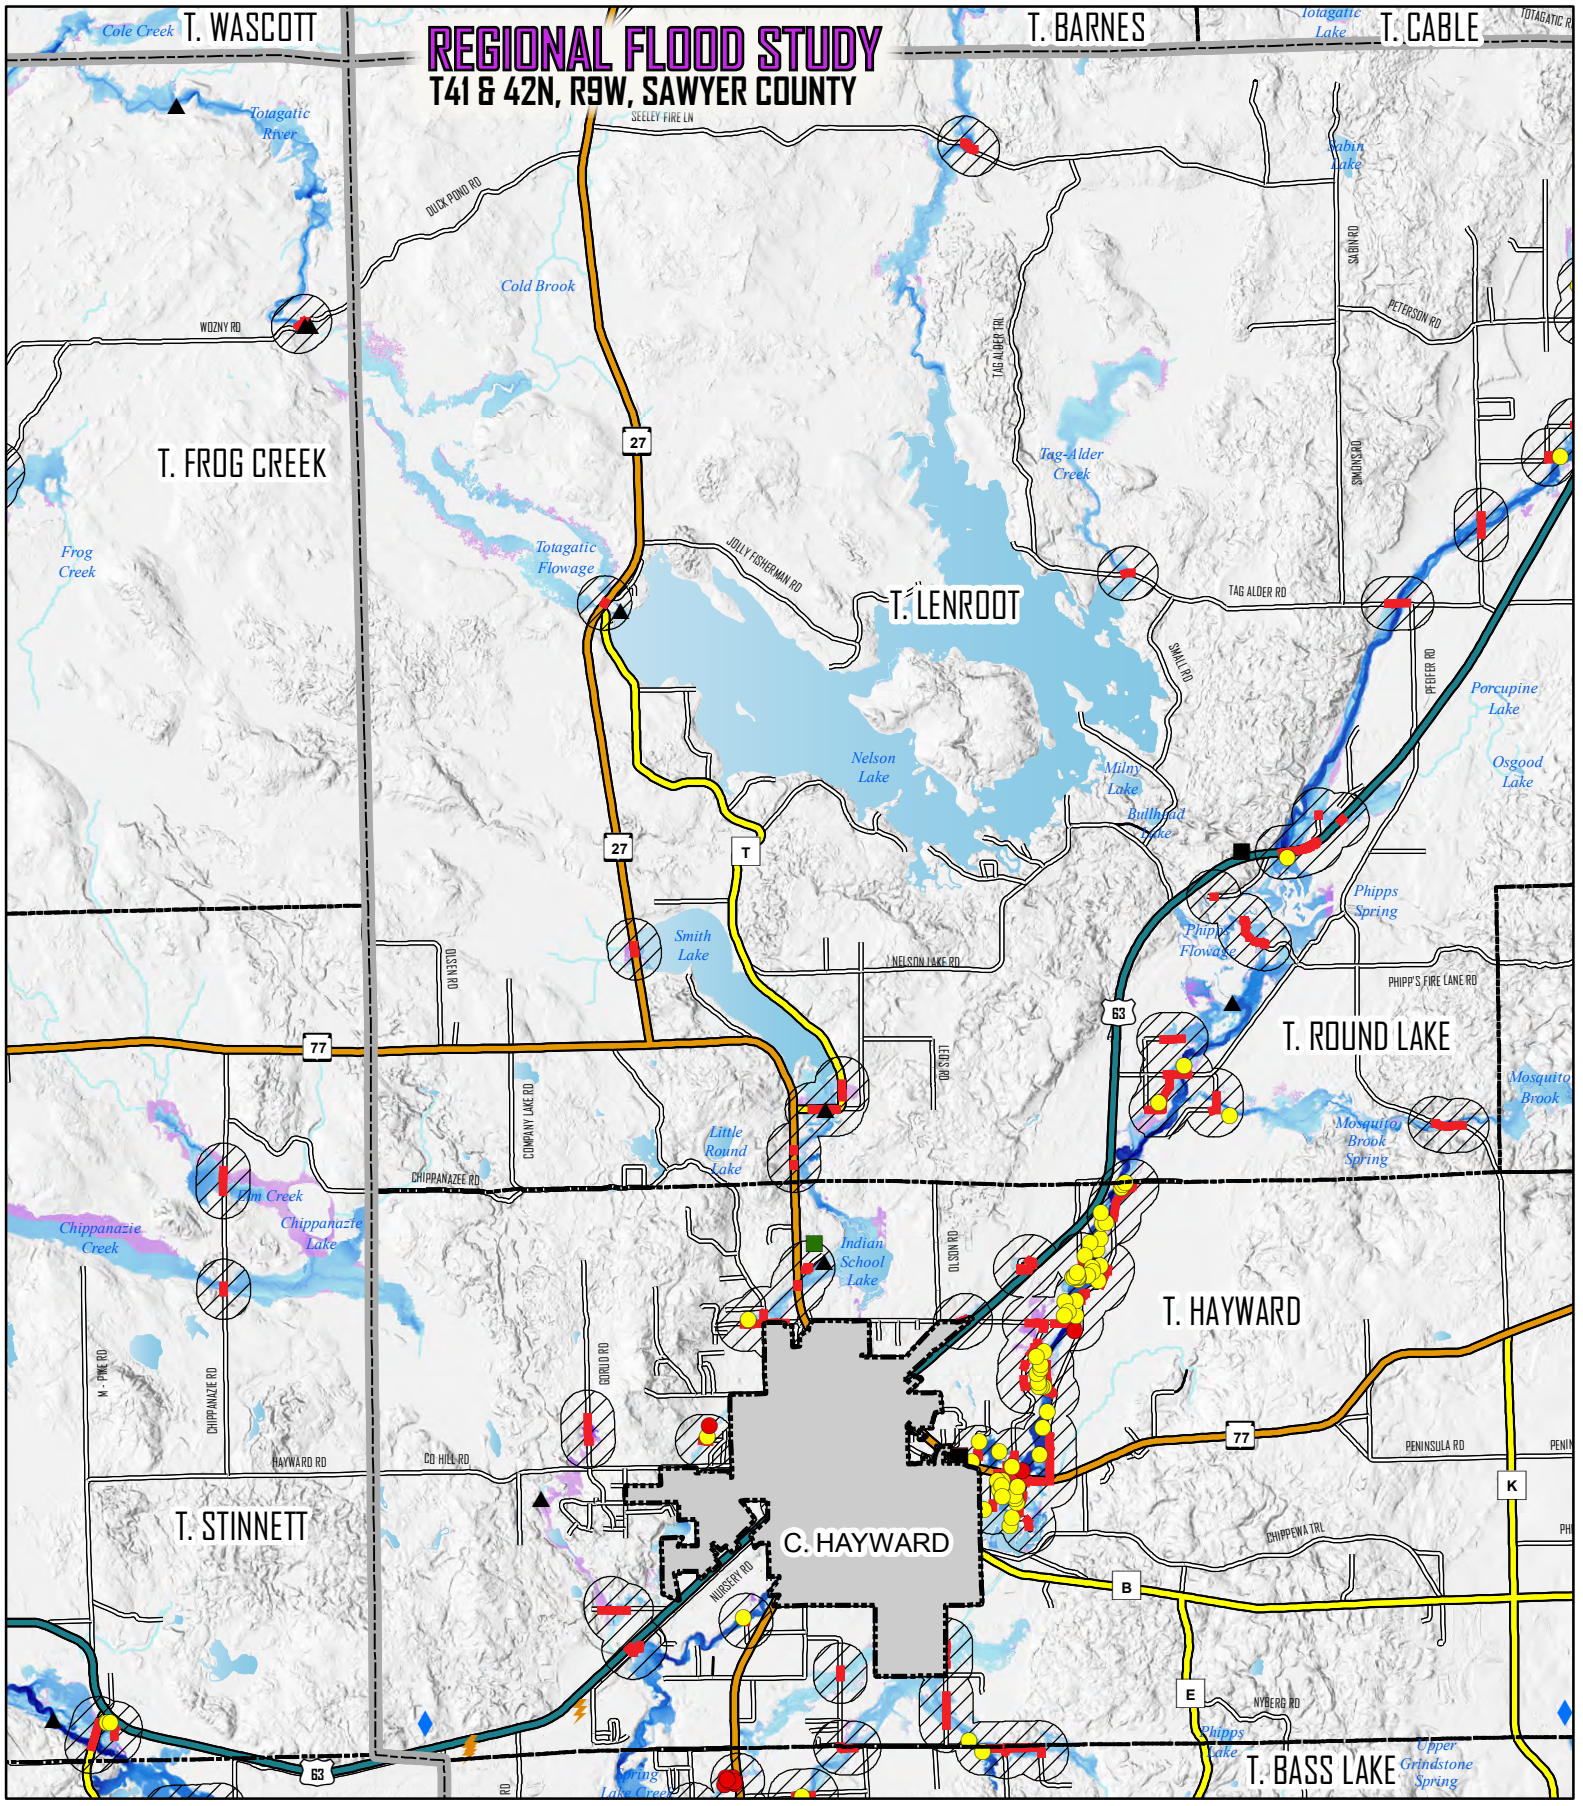 Cole Creek
T. WASCOTT
REGIONAL FLOOD STUDY
T41 & 42N, R9W, SAWYER COUNTY
T. BARNES
Totagatic
Lake
T. CABLE
SEELEY FIRE LN
Totagatic
River
Sabin
Lake
DUCK POND RD
SABIN RD
Cold Brook
WOZNY RD
PETERSON RD
TAG ALDER TRL
27
T. FROG CREEK
Tag-Alder
Creek
SIMONS RD
Frog
Creek
Totagatic
Flowage
JOLLY FISHERMAN RD
T. LENROOT
TAG ALDER RD
SMALL RD
PFEIFER RD
Porcupine
Lake
Nelson
Lake
Milny
Lake
Osgood
Lake
Bullhead
Lake
27
T
Phipps
Spring
Smith
Lake
Phipps
Flowage
OLSEN RD
NELSON LAKE RD
PHIPP'S FIRE LANE RD
63
77
T. ROUND LAKE
LEO'S RD
Mosquito
Brook
COMPANY LAKE RD
Little
Round
Lake
Mosquito
Brook
Spring
CHIPPANAZEE RD
Elm Creek
Chippanazie
Creek
Chippanazie
Lake
Indian
School
Lake
OLSON RD
T. HAYWARD
M - PIKE RD
CHIPPANAZIE RD
GORUD RD
77
PENINSULA RD
HAYWARD RD
CO HILL RD
K
T. STINNETT
C. HAYWARD
CHIPPEWA TRL
NURSERY RD
B
E
NYBERG RD
Phipps
Lake
63
T. BASS LAKE
Upper
Grindstone
Spring
Spring
Lake Creek
RD